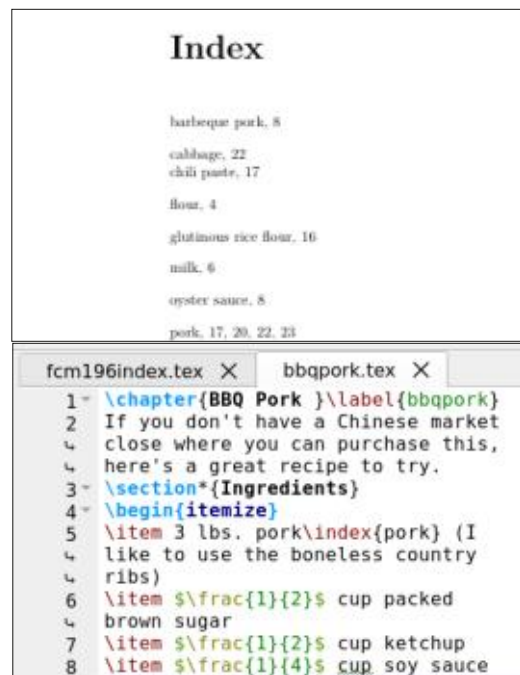 Index
barbeque pork, 8
cabbage, 22
chili paste, 17
flour, 4
glutinous rice flour, 16
milk, 6
oyster sauce, 8
pork, 17, 20, 22, 23
fcm196index.tex X bbqpork.tex X
1 \chapter{BBQ Pork }\label{bbqpork}
2 If you don't have a Chinese market
close where you can purchase this,
here's a great recipe to try.
3 \section*{Ingredients}
4 \begin{itemize}
5 \item 3 lbs. pork\index{pork} (I
like to use the boneless country
ribs)
6 \item $\frac{1}{2}$ cup packed
brown sugar
7 \item $\frac{1}{2}$ cup ketchup
8 \item $\frac{1}{4}$ cup soy sauce